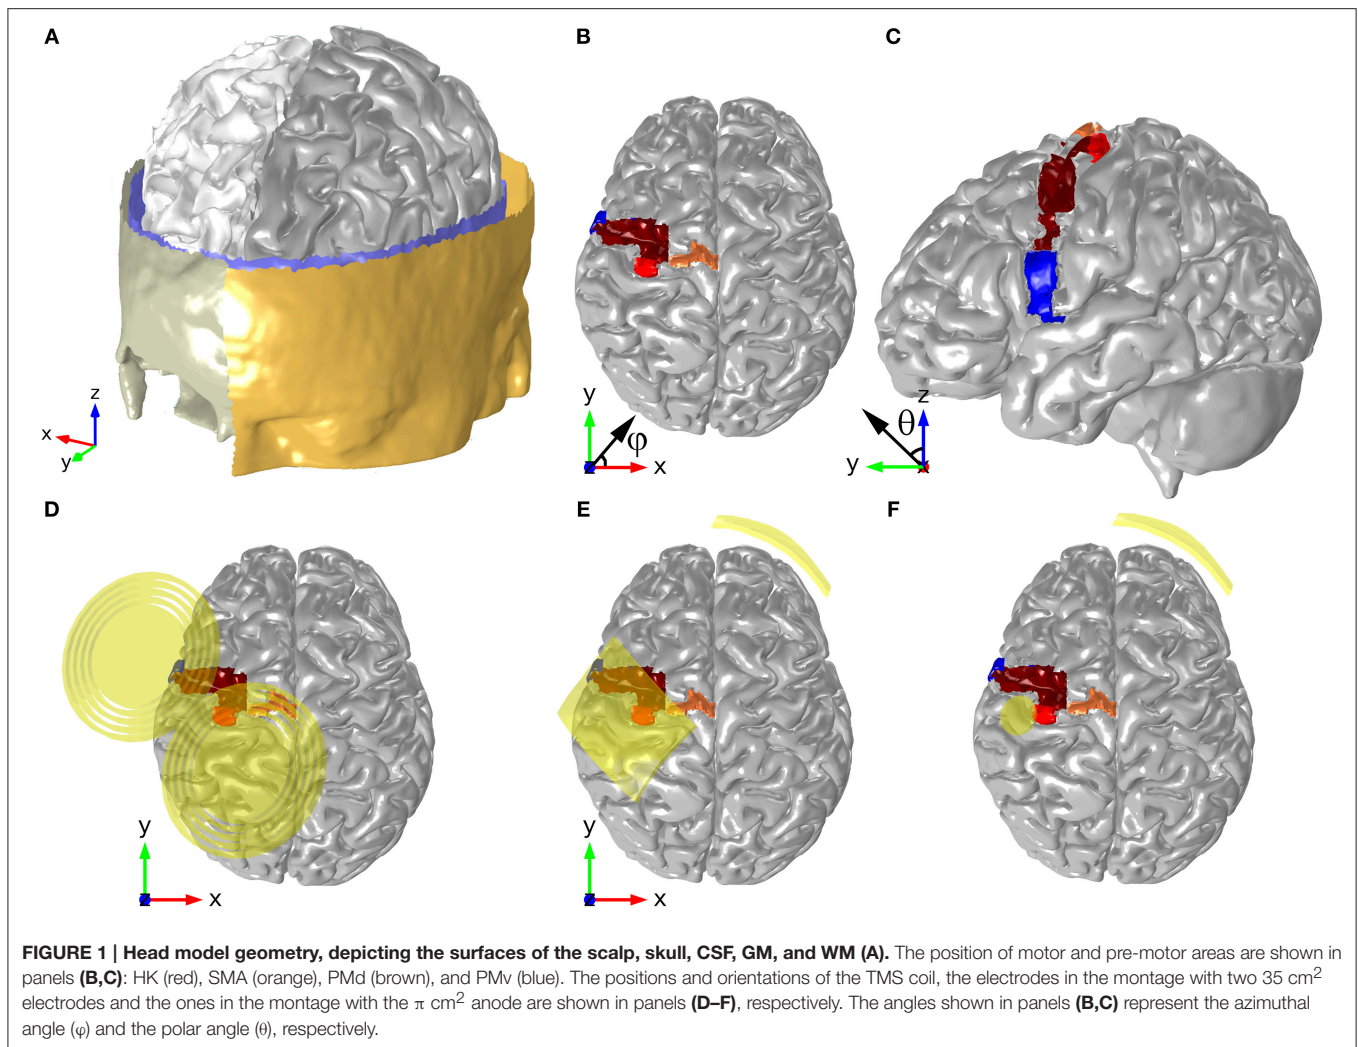 A
B
C
z
x
y
y
φ
x
z
θ
y
x
D
E
F
y
z
x
y
z
x
FIGURE 1 | Head model geometry, depicting the surfaces of the scalp, skull, CSF, GM, and WM (A). The position of motor and pre-motor areas are shown in
panels (B,C): HK (red), SMA (orange), PMd (brown), and PMv (blue). The positions and orientations of the TMS coil, the electrodes in the montage with two 35 cm²
electrodes and the ones in the montage with the π cm² anode are shown in panels (D–F), respectively. The angles shown in panels (B,C) represent the azimuthal
angle (φ) and the polar angle (θ), respectively.